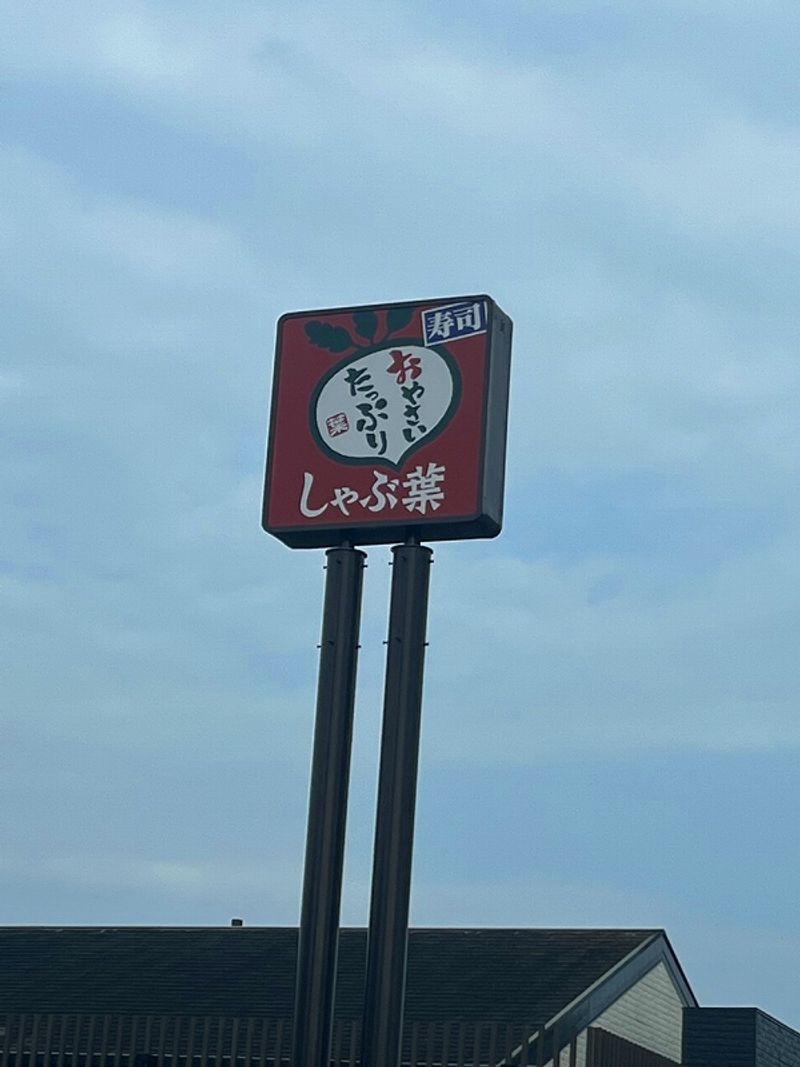 寿司
おやさい
たっぷり
葉
しゃぶ葉